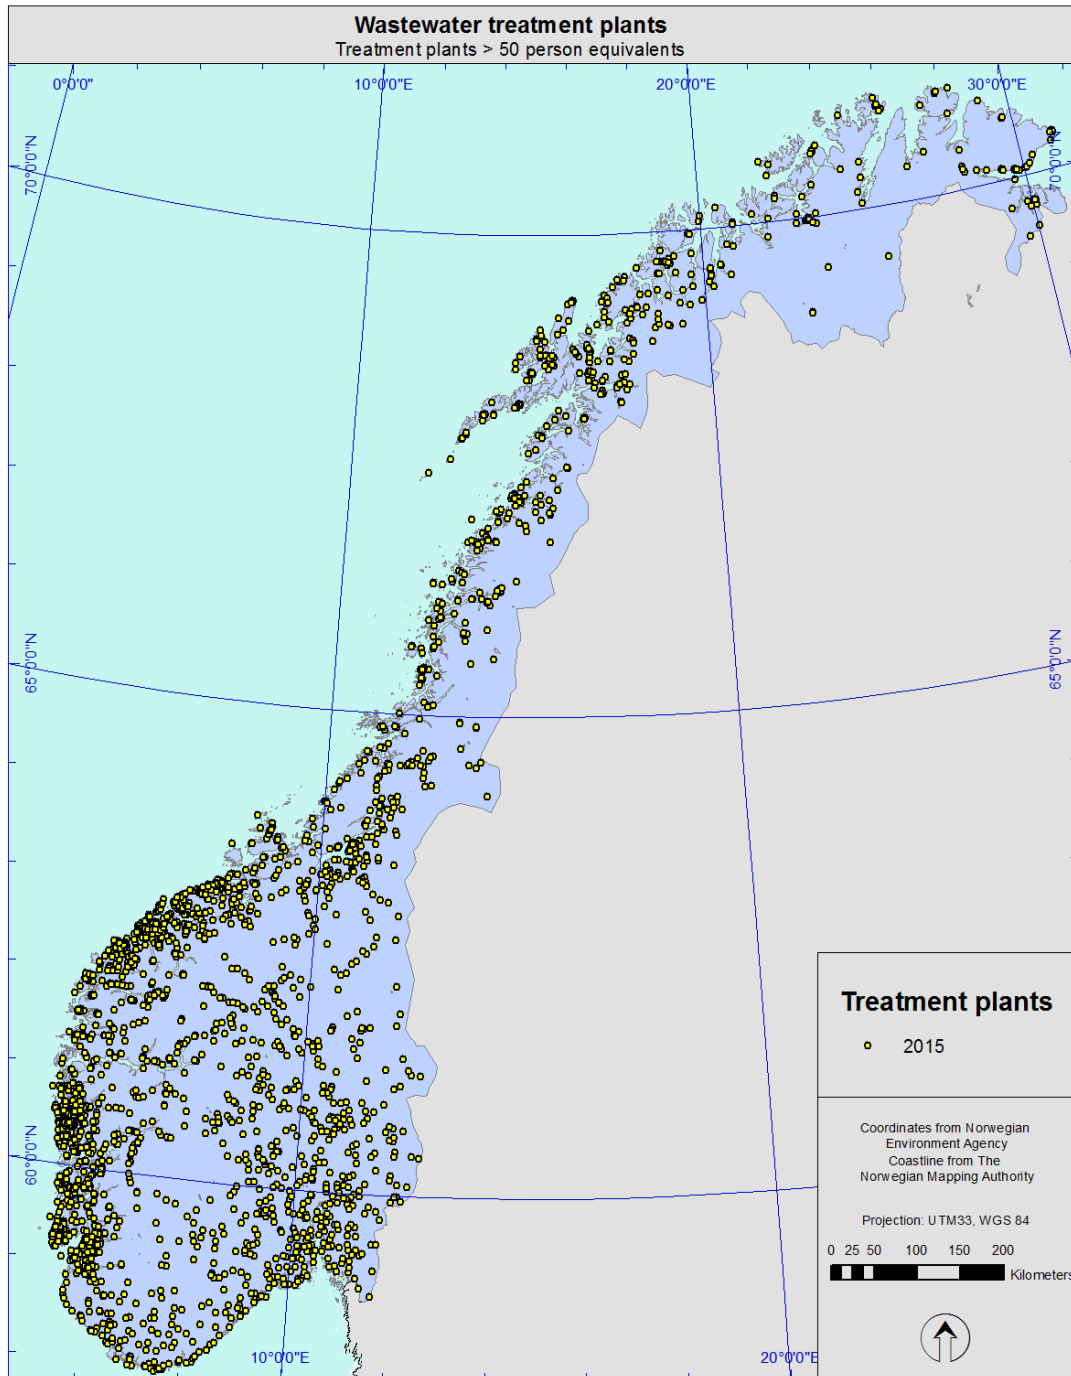 Wastewater treatment plants
Treatment plants > 50 person equivalents
0°0'0"
10°0'0"E
20°0'0"E
30°0'0"E
70°0'0"N
70°0'0"N
65°0'0"N
65°0'0"N
60°0'0"N
10°0'0"E
20°0'0"E
Treatment plants
2015
Coordinates from Norwegian
Environment Agency
Coastline from The
Norwegian Mapping Authority
Projection: UTM33, WGS 84
0 25 50 100 150 200
Kilometers